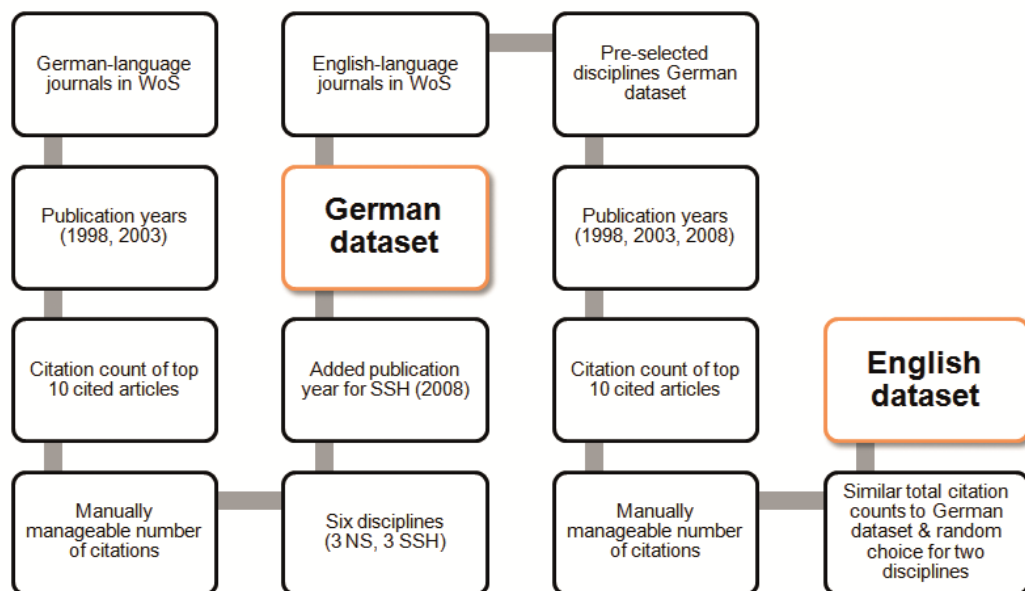 German-language
journals in WoS
Publication years
(1998, 2003)
Citation count of top
10 cited articles
Manually
manageable number
of citations
Six disciplines
(3 NS, 3 SSH)
Added publication
year for SSH (2008)
German
dataset
English-language
journals in WoS
Pre-selected
disciplines German
dataset
Publication years
(1998, 2003, 2008)
Citation count of top
10 cited articles
Manually
manageable number
of citations
Similar total citation
counts to German
dataset & random
choice for two
disciplines
English
dataset